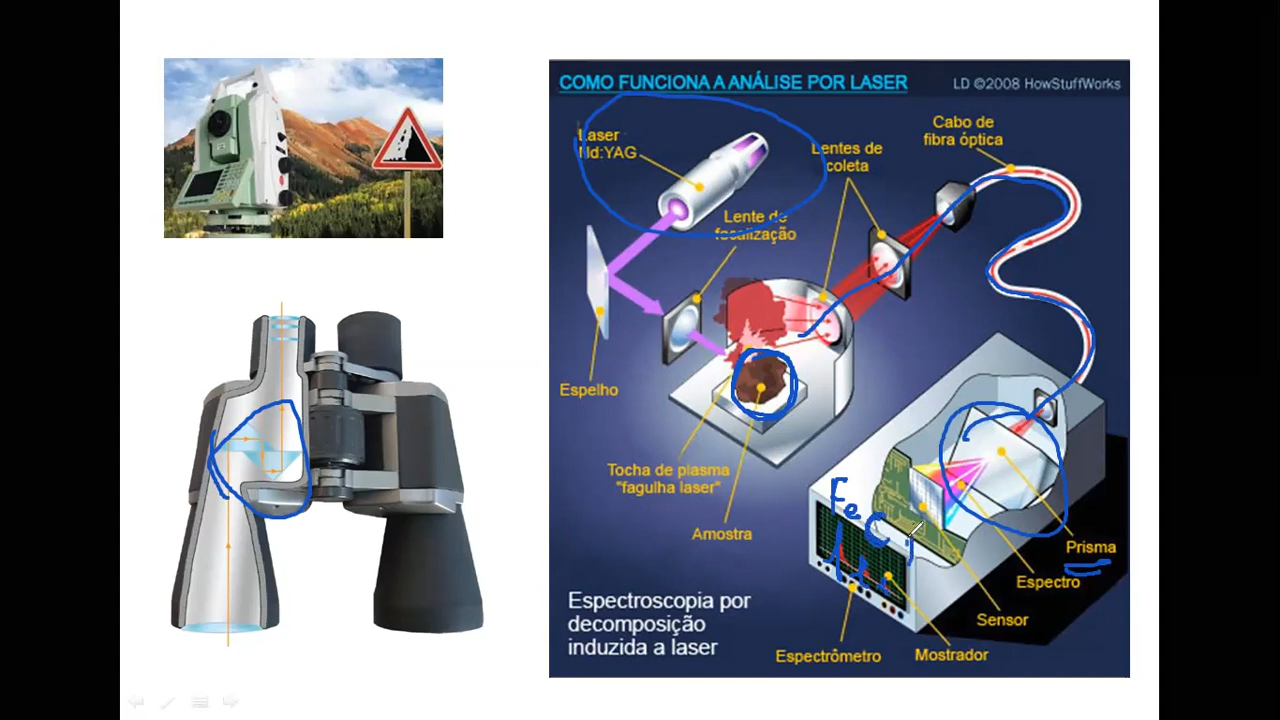 COMO FUNCIONA A ANÁLISE POR LASER
LD ©2008 HowStuffWorks
Laser
Nd:YAG
Lentes de
coleta
Cabo de
fibra óptica
Lente de
focalização
Espelho
Tocha de plasma
"fagulha laser"
Amostra
Fe C
Prisma
Espectro
Sensor
Mostrador
Espectrômetro
Espectroscopia por
decomposição
induzida a laser